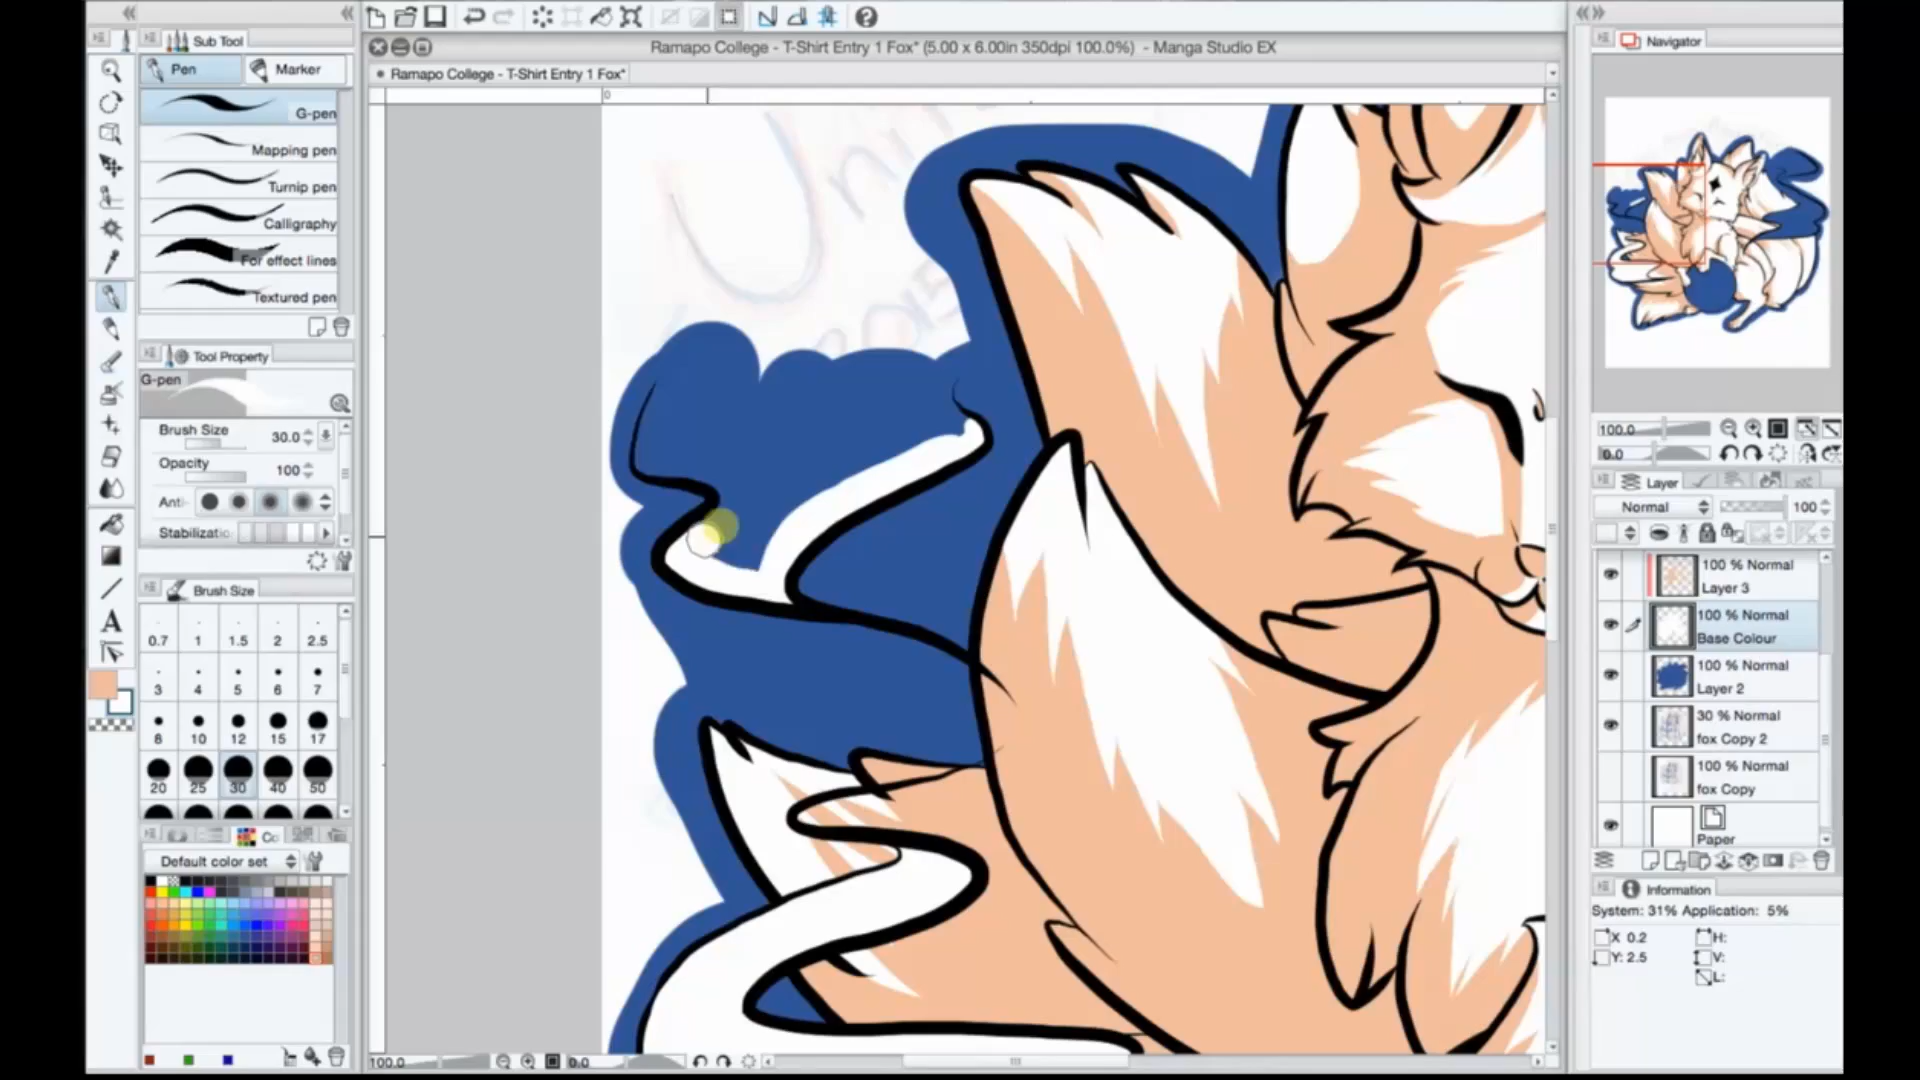 Ramapo College - T-Shirt Entry 1 Fox* (5.00 x 6.00in 350dpi 100.0%) - Manga Studio EX
Ramapo College - T-Shirt Entry 1 Fox*
0
Sub Tool
Pen
Marker
G-pen
Mapping pen
Turnip pen
Calligraphy
For effect lines
Textured pen
Tool Property
G-pen
Brush Size 30.0
Opacity 100
Anti-
Stabilizatic
Brush Size
0.7 1 1.5 2 2.5
3 4 5 6 7
8 10 12 15 17
20 25 30 40 50
Default color set
2015
100.0
0.0
Navigator
100.0
0.0
Layer
Normal 100
100 % Normal
Layer 3
100 % Normal
Base Colour
100 % Normal
Layer 2
30 % Normal
fox Copy 2
100 % Normal
fox Copy
Paper
Information
System: 31% Application: 5%
X 0.2 H:
Y: 2.5 V:
L: